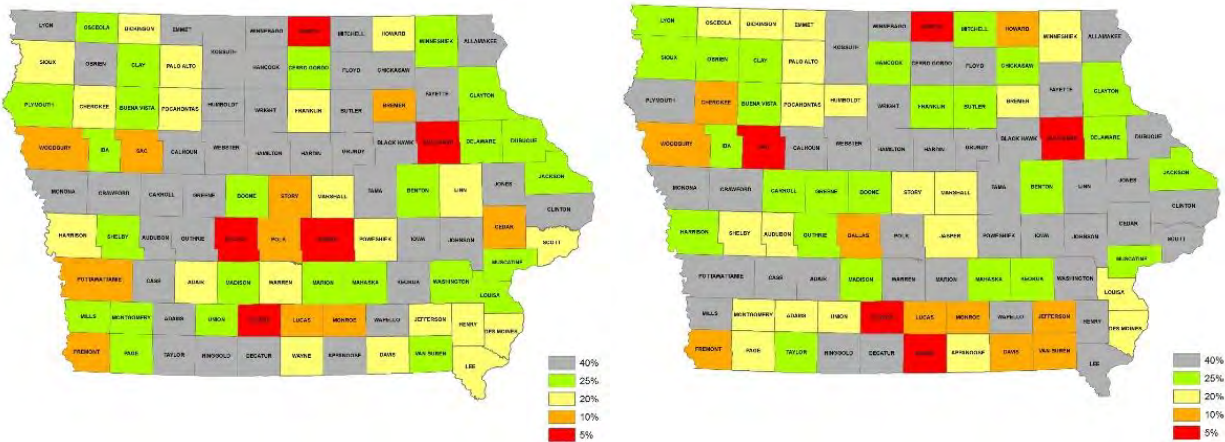 LYON OSCEOLA DICKINSON EMMET WINNEBAGO MITCHELL HOWARD WINNESHIEK ALLAMAKEE
KOSSUTH
SIOUX OBRIEN CLAY PALO ALTO HANCOCK CERRO GORDO FLOYD CHICKASAW
PLYMOUTH CHEROKEE BUENA VISTA POCAHONTAS HUMBOLDT WRIGHT FRANKLIN BUTLER BREMER FAYETTE CLAYTON
WOODBURY IDA SAC CALHOUN WEBSTER HAMILTON HARDIN GRUNDY BLACK HAWK DELAWARE DUBUQUE
MONONA CRAWFORD CARROLL GREENE BOONE STORY MARSHALL TAMA BENTON LINN JONES JACKSON
CLINTON
HARRISON SHELBY AUDUBON GUTHRIE POLK POWESHIEK IOWA JOHNSON CEDAR SCOTT
MUSCATINE
POTTAWATTAMIE CASS ADAIR MADISON WARREN MARION MAHASKA KEOKUK WASHINGTON LOUISA
MILLS MONTGOMERY ADAMS UNION LUCAS MONROE WAPELLO JEFFERSON HENRY DES MOINES
FREMONT PAGE TAYLOR RINGGOLD DECATUR WAYNE APPANOOSE DAVIS VAN BUREN LEE
40%
25%
20%
10%
5%
LYON OSCEOLA DICKINSON EMMET WINNEBAGO MITCHELL HOWARD WINNESHIEK ALLAMAKEE
KOSSUTH
SIOUX OBRIEN CLAY PALO ALTO HANCOCK CERRO GORDO FLOYD CHICKASAW
PLYMOUTH CHEROKEE BUENA VISTA POCAHONTAS HUMBOLDT WRIGHT FRANKLIN BUTLER BREMER FAYETTE CLAYTON
WOODBURY IDA CALHOUN WEBSTER HAMILTON HARDIN GRUNDY BLACK HAWK DELAWARE DUBUQUE
MONONA CRAWFORD CARROLL GREENE BOONE STORY MARSHALL TAMA BENTON LINN JONES JACKSON
CLINTON
HARRISON SHELBY AUDUBON GUTHRIE DALLAS POLK JASPER POWESHIEK IOWA JOHNSON CEDAR SCOTT
MUSCATINE
POTTAWATTAMIE CASS ADAIR MADISON WARREN MARION MAHASKA KEOKUK WASHINGTON LOUISA
MILLS MONTGOMERY ADAMS UNION LUCAS MONROE WAPELLO JEFFERSON HENRY DES MOINES
FREMONT PAGE TAYLOR RINGGOLD DECATUR APPANOOSE DAVIS VAN BUREN LEE
40%
25%
20%
10%
5%